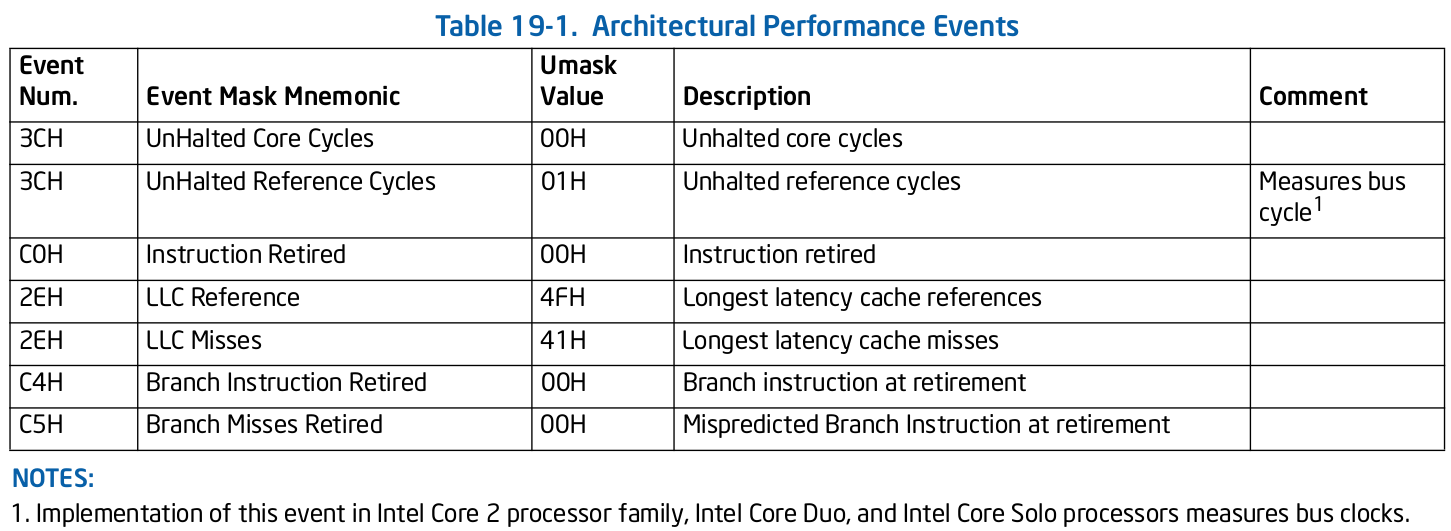 Table 19-1. Architectural Performance Events
Event Num. Event Mask Mnemonic Umask Value Description Comment
3CH UnHalted Core Cycles 00H Unhalted core cycles
3CH UnHalted Reference Cycles 01H Unhalted reference cycles Measures bus cycle1
C0H Instruction Retired 00H Instruction retired
2EH LLC Reference 4FH Longest latency cache references
2EH LLC Misses 41H Longest latency cache misses
C4H Branch Instruction Retired 00H Branch instruction at retirement
C5H Branch Misses Retired 00H Mispredicted Branch Instruction at retirement
NOTES:
1. Implementation of this event in Intel Core 2 processor family, Intel Core Duo, and Intel Core Solo processors measures bus clocks.